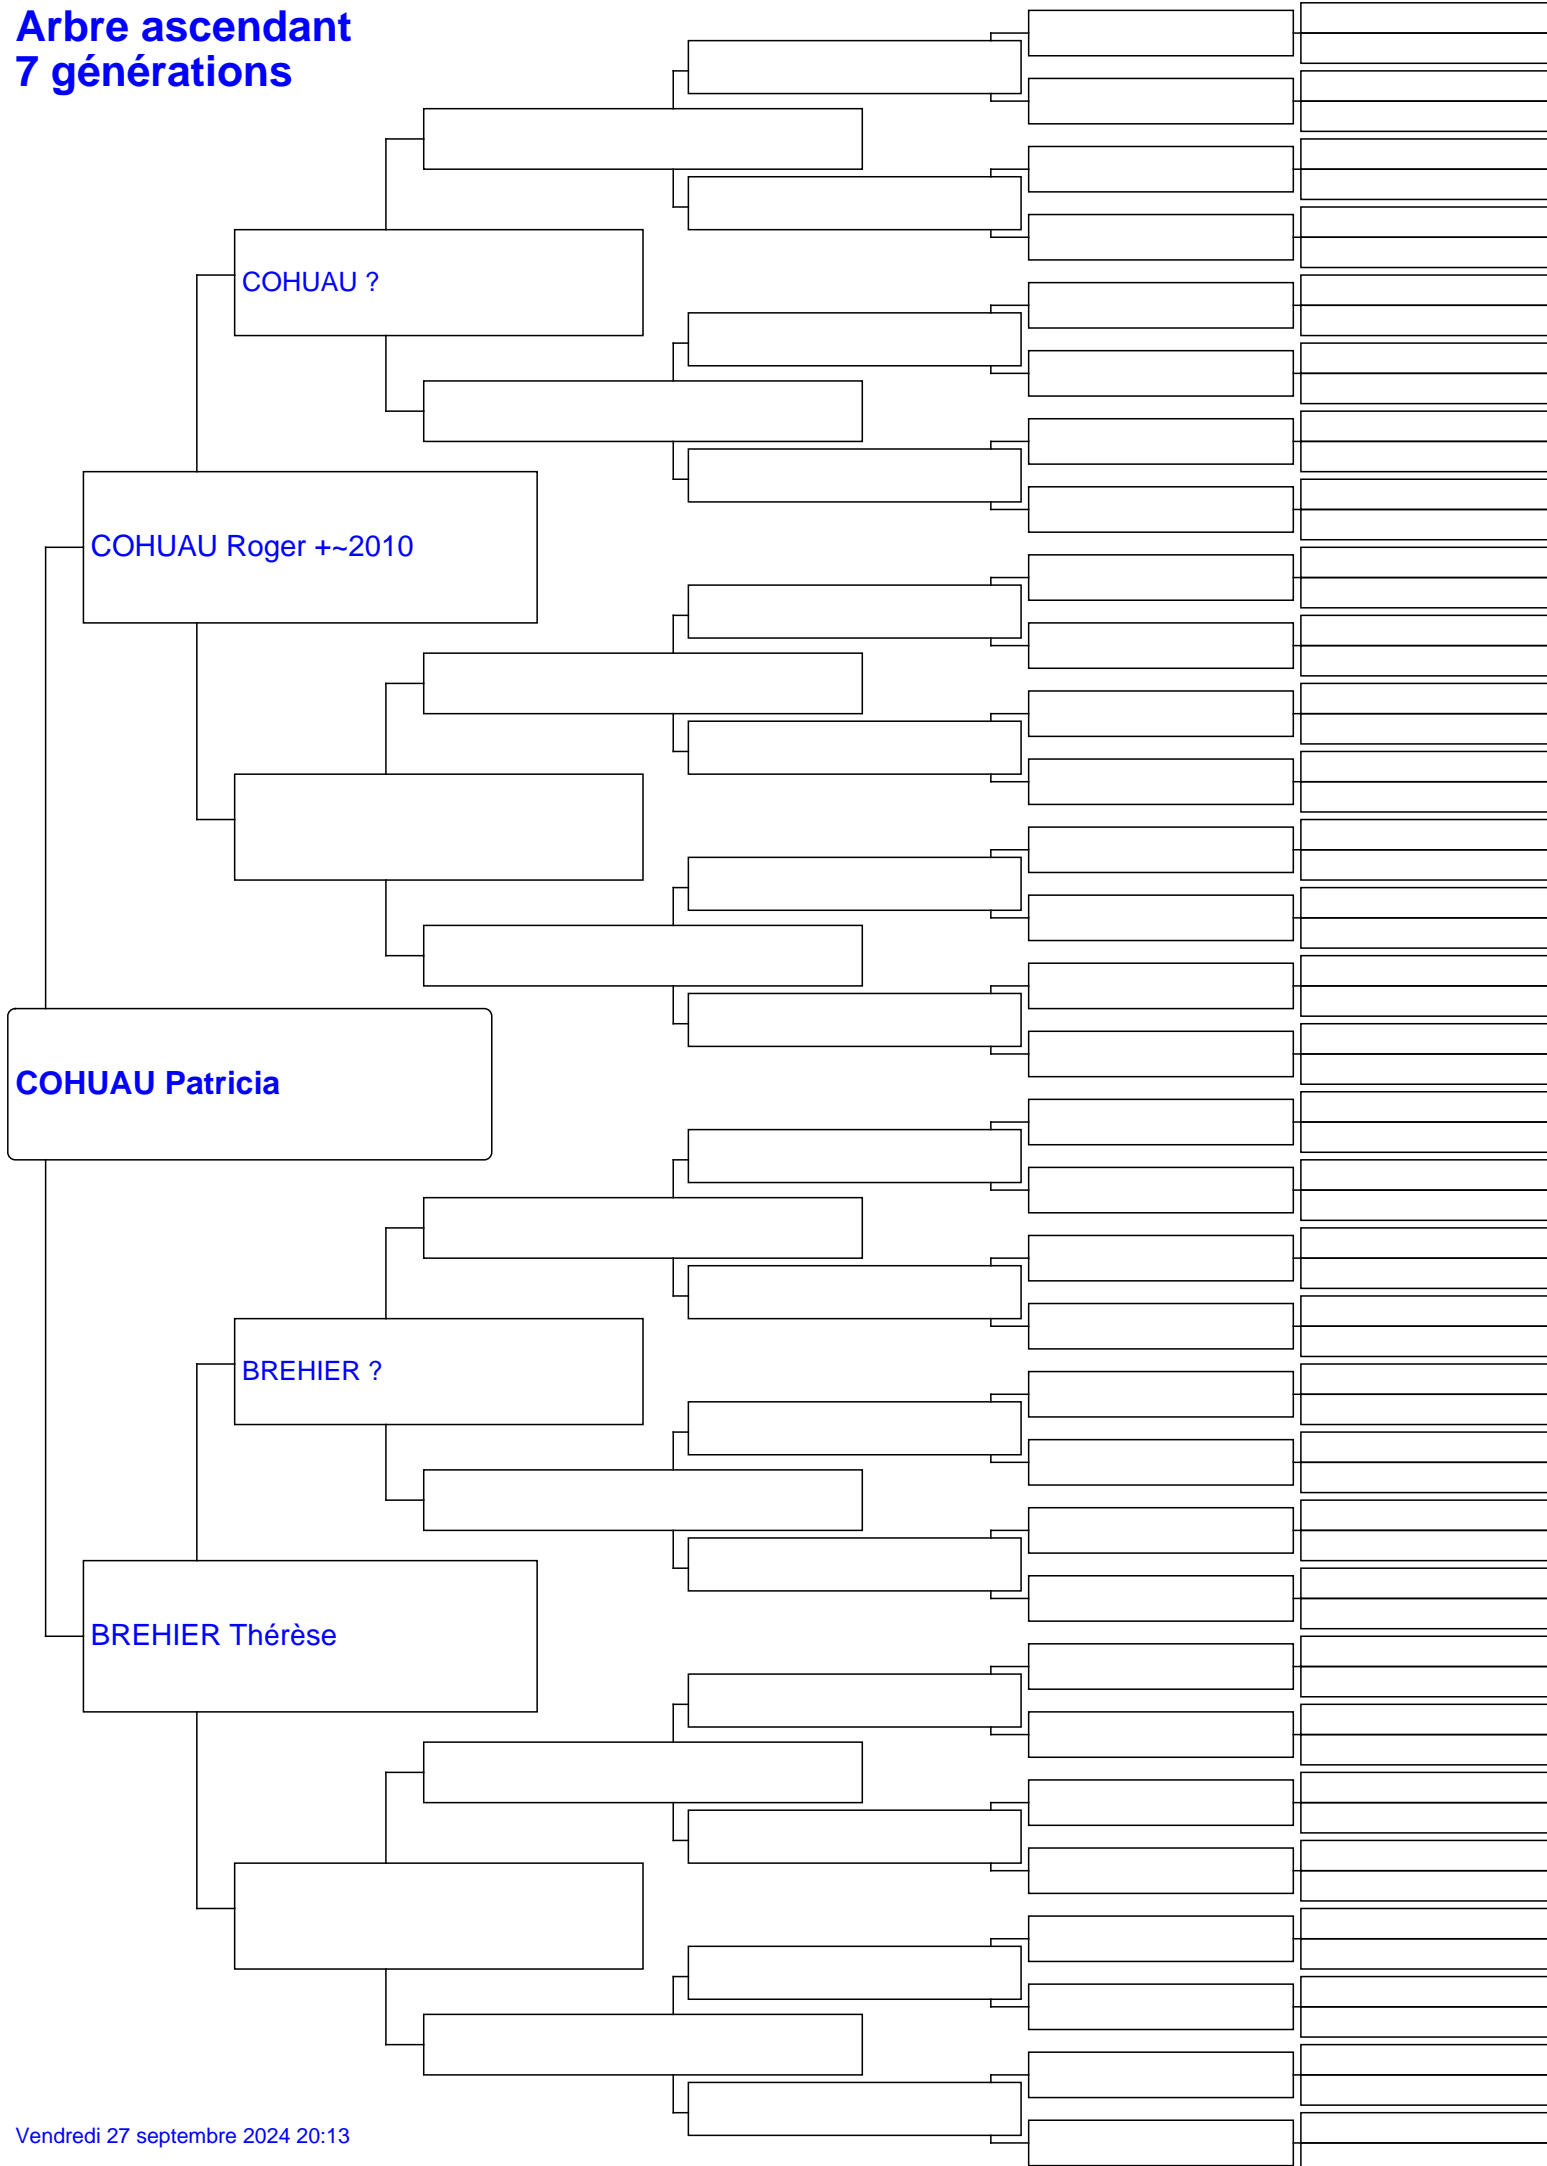 Arbre ascendant
7 générations
COHUAU ?
COHUAU Roger +~2010
COHUAU Patricia
BREHIER ?
BREHIER Thérèse
Vendredi 27 septembre 2024 20:13